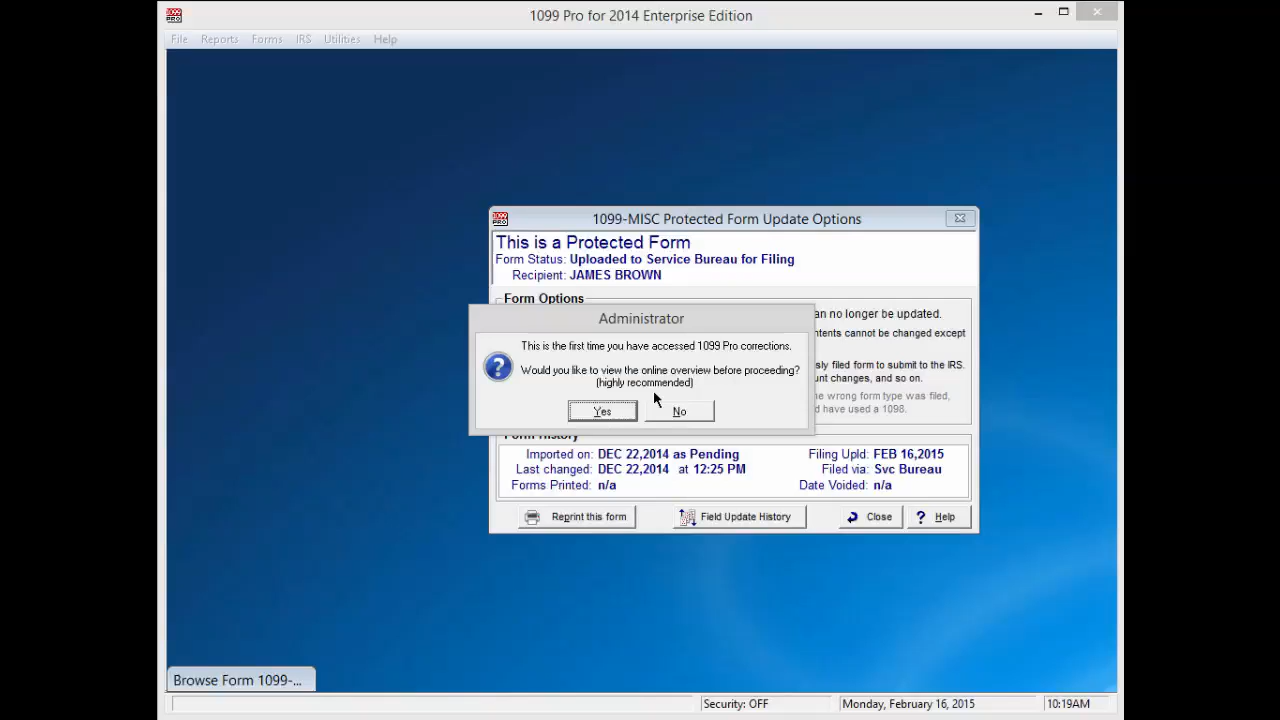 1099 Pro for 2014 Enterprise Edition
File Reports Forms IRS Utilities Help
1099-MISC Protected Form Update Options
This is a Protected Form
Form Status: Uploaded to Service Bureau for Filing
Recipient: JAMES BROWN
Form Options
an no longer be updated.
ntents cannot be changed except
sly filed form to submit to the IRS.
unt changes, and so on.
e wrong form type was filed,
d have used a 1098.
Administrator
This is the first time you have accessed 1099 Pro corrections.
Would you like to view the online overview before proceeding?
(highly recommended)
Yes No
Form History
Imported on: DEC 22,2014 as Pending Filing Upld: FEB 16,2015
Last changed: DEC 22,2014 at 12:25 PM Filed via: Svc Bureau
Forms Printed: n/a Date Voided: n/a
Reprint this form Field Update History Close Help
Browse Form 1099-...
Security: OFF Monday, February 16, 2015 10:19AM